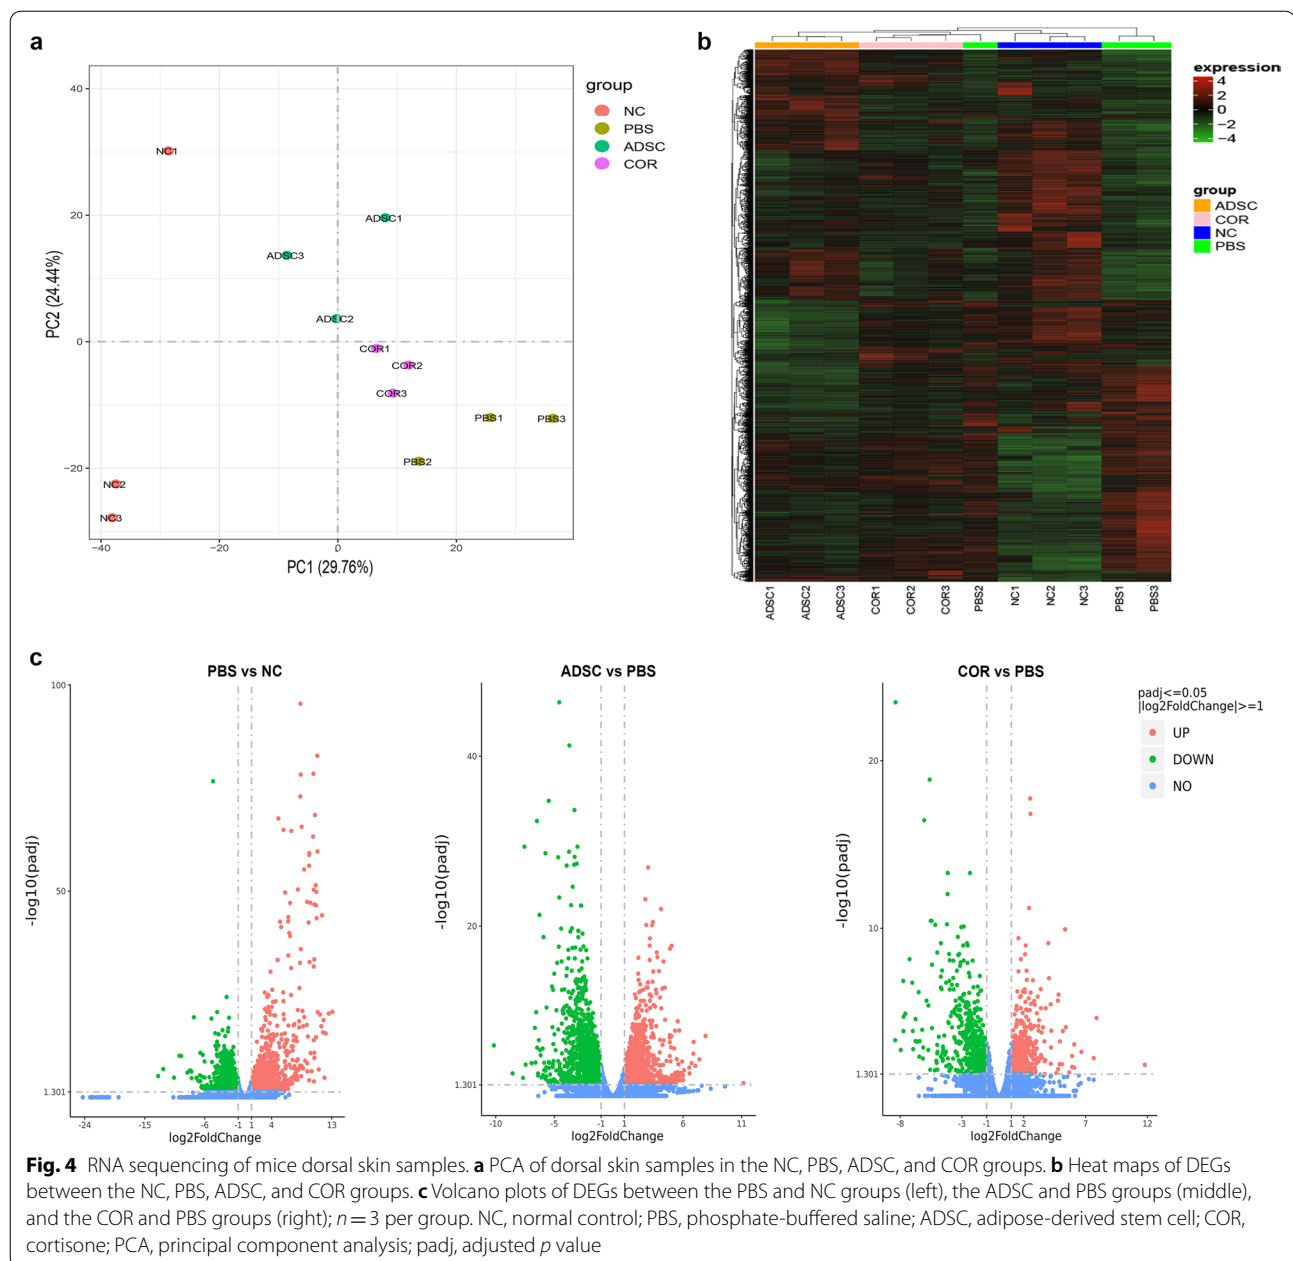 a
40
20
0
−20
−40
−20
0
20
PC2 (24.44%)
PC1 (29.76%)
NC1
ADSC1
ADSC3
ADSC2
COR1
COR2
COR3
PBS1
PBS3
PBS2
NC2
NC3
group
NC
PBS
ADSC
COR
b
expression
4
2
0
−2
−4
group
ADSC
COR
NC
PBS
ADSC1
ADSC2
ADSC3
COR1
COR2
COR3
PBS2
NC1
NC2
NC3
PBS1
PBS3
c
PBS vs NC
100
50
1.301
-log10(padj)
-24
-15
-6
-1
1
4
13
log2FoldChange
ADSC vs PBS
40
20
1.301
-log10(padj)
-10
-5
-1
1
6
11
log2FoldChange
COR vs PBS
20
10
1.301
-log10(padj)
-8
-3
-1
1
2
7
12
log2FoldChange
padj<=0.05
|log2FoldChange|>=1
UP
DOWN
NO
Fig. 4 RNA sequencing of mice dorsal skin samples. a PCA of dorsal skin samples in the NC, PBS, ADSC, and COR groups. b Heat maps of DEGs
between the NC, PBS, ADSC, and COR groups. c Volcano plots of DEGs between the PBS and NC groups (left), the ADSC and PBS groups (middle),
and the COR and PBS groups (right); n = 3 per group. NC, normal control; PBS, phosphate-buffered saline; ADSC, adipose-derived stem cell; COR,
cortisone; PCA, principal component analysis; padj, adjusted p value